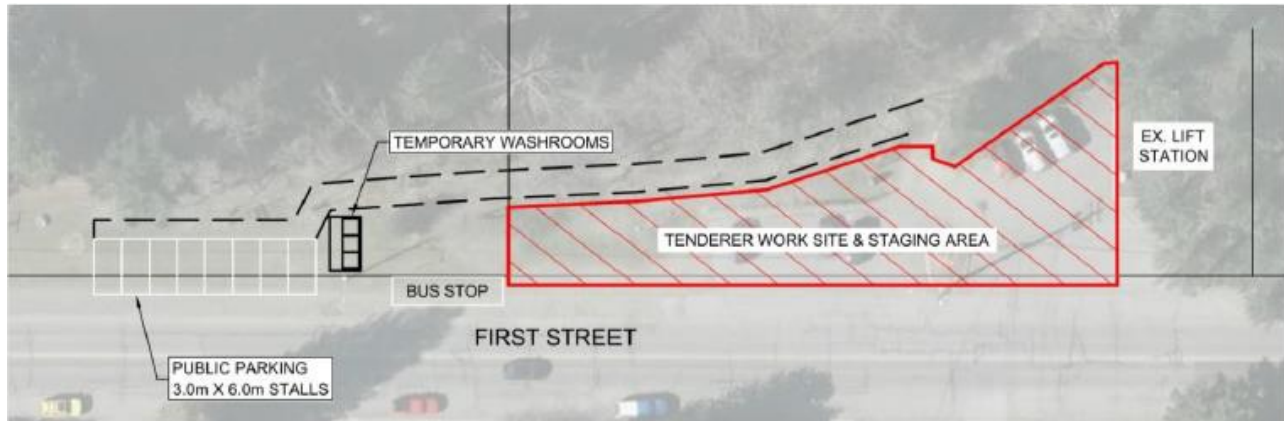 TEMPORARY WASHROOMS
EX. LIFT
STATION
TENDERER WORK SITE & STAGING AREA
BUS STOP
FIRST STREET
PUBLIC PARKING
3.0m X 6.0m STALLS